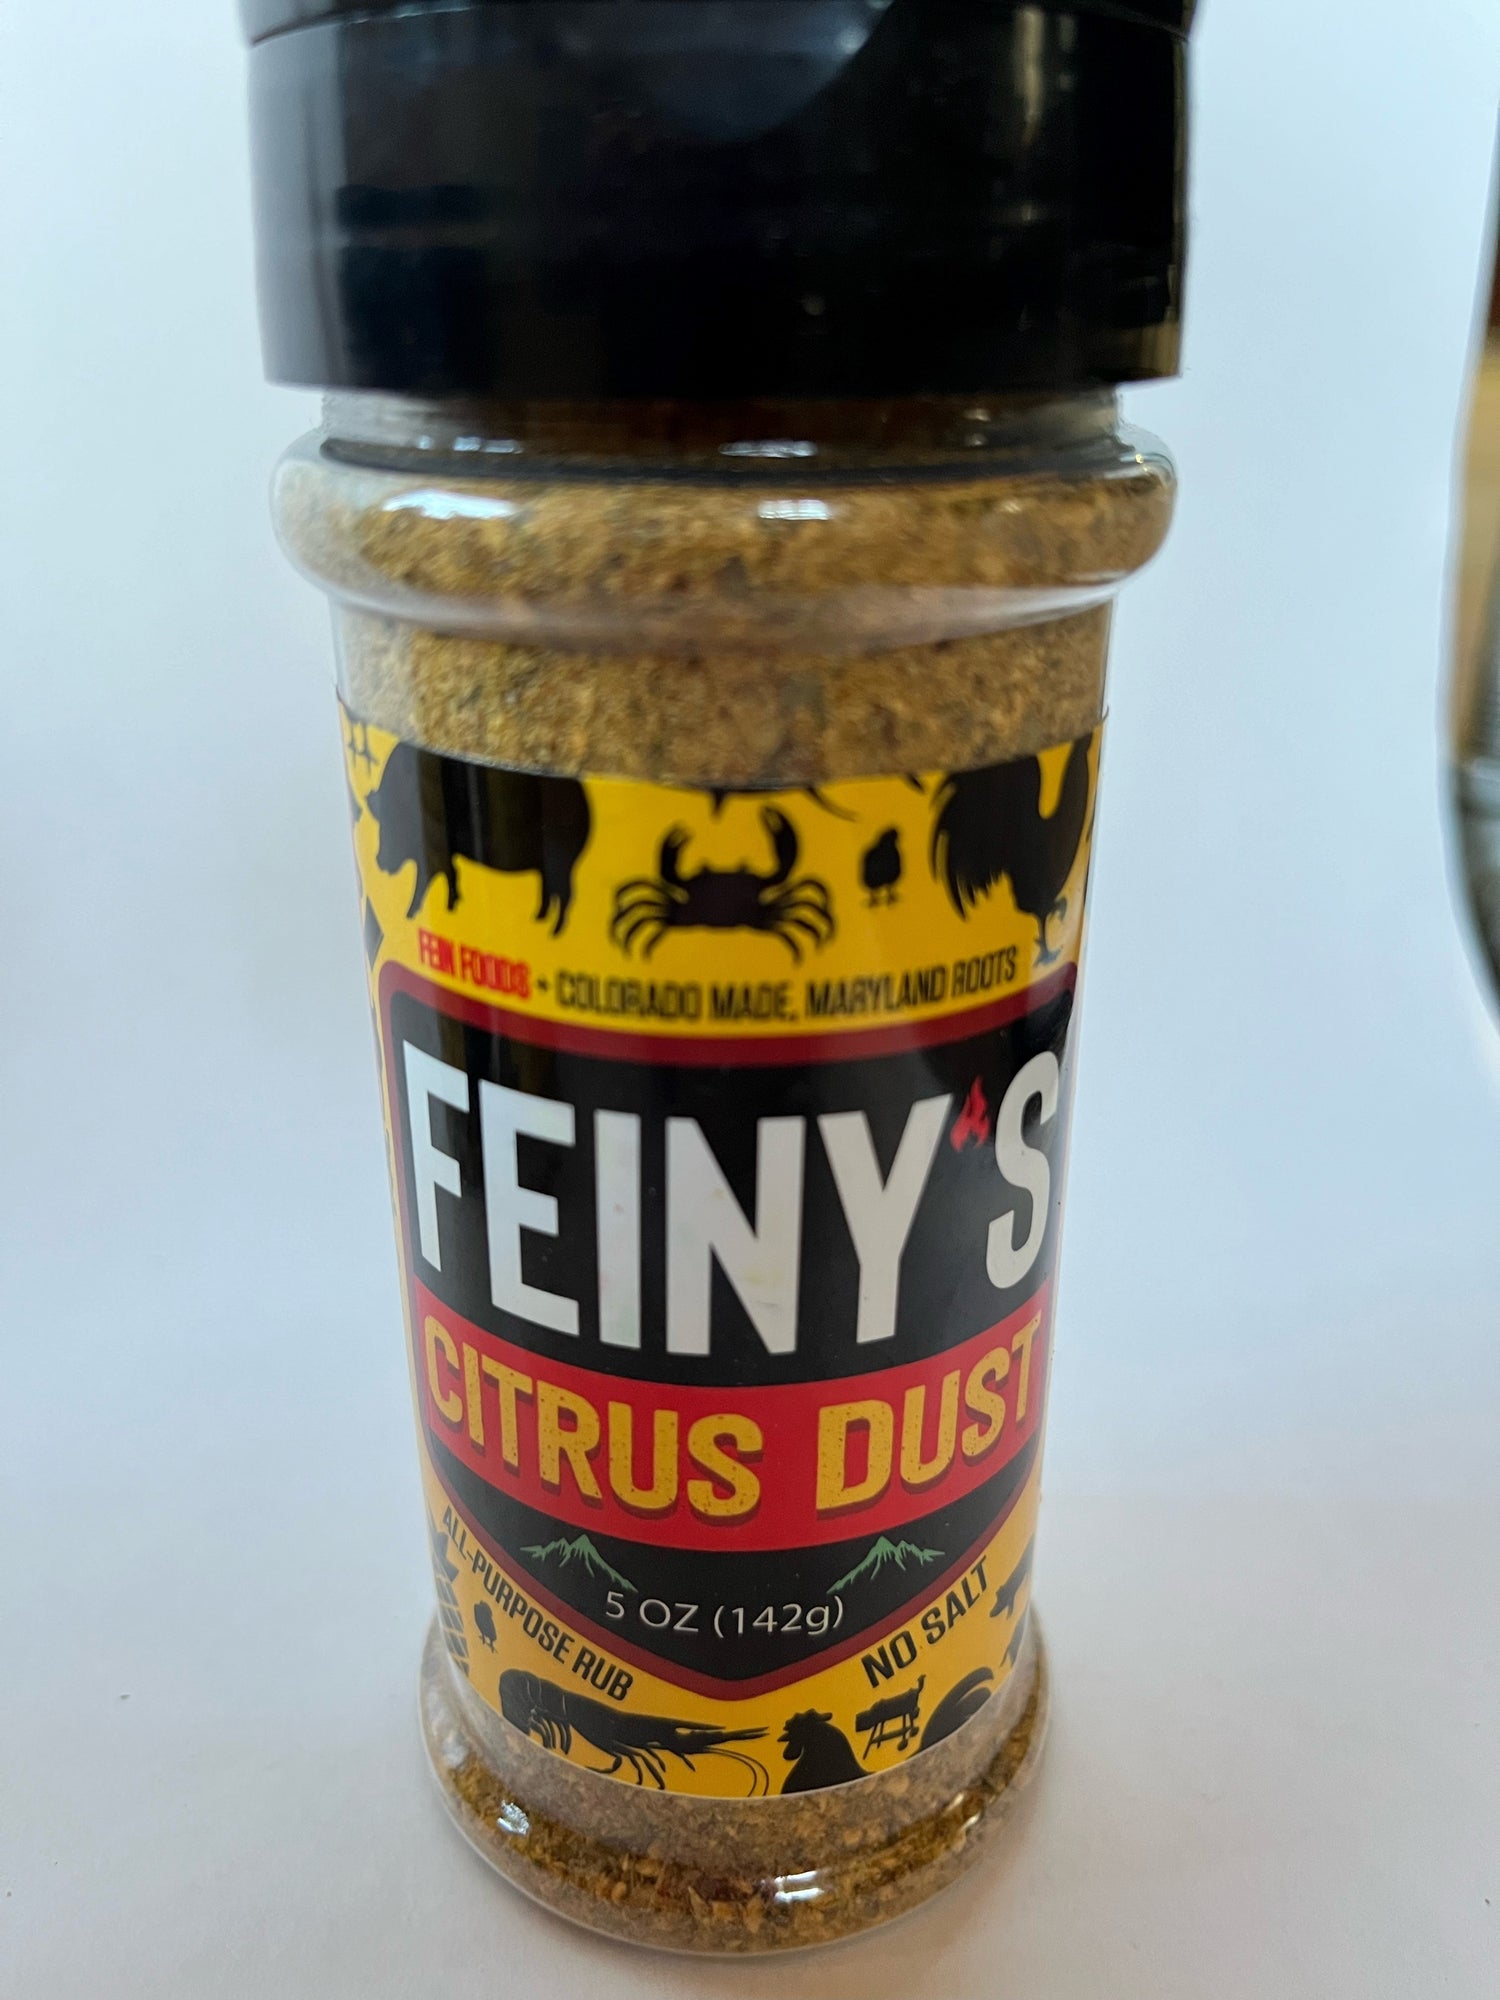 FEIN FOODS • COLORADO MADE, MARYLAND ROOTS
FEINY'S
CITRUS DUST
5 OZ (142g)
ALL-PURPOSE RUB
NO SALT